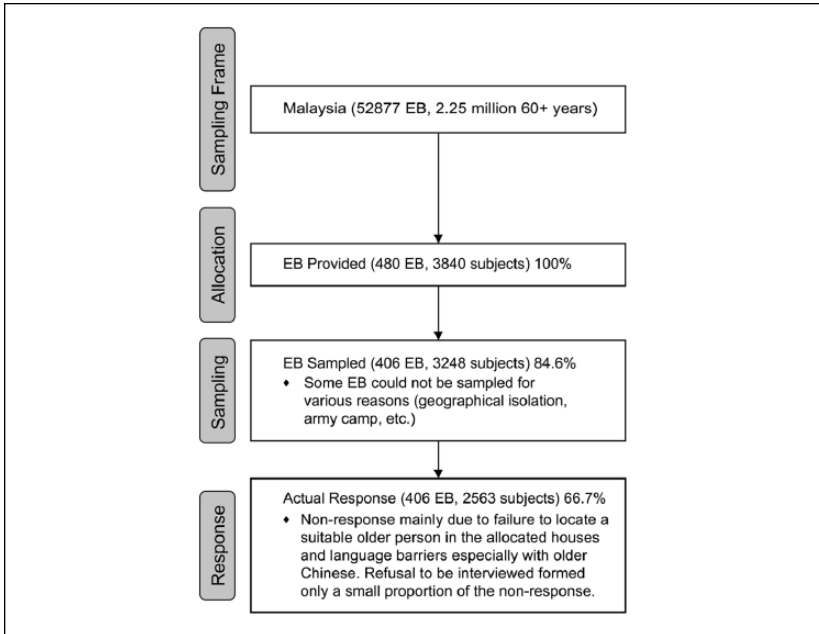 Sampling Frame
Malaysia (52877 EB, 2.25 million 60+ years)
Allocation
EB Provided (480 EB, 3840 subjects) 100%
Sampling
EB Sampled (406 EB, 3248 subjects) 84.6%
♦ Some EB could not be sampled for
various reasons (geographical isolation,
army camp, etc.)
Response
Actual Response (406 EB, 2563 subjects) 66.7%
♦ Non-response mainly due to failure to locate a
suitable older person in the allocated houses
and language barriers especially with older
Chinese. Refusal to be interviewed formed
only a small proportion of the non-response.